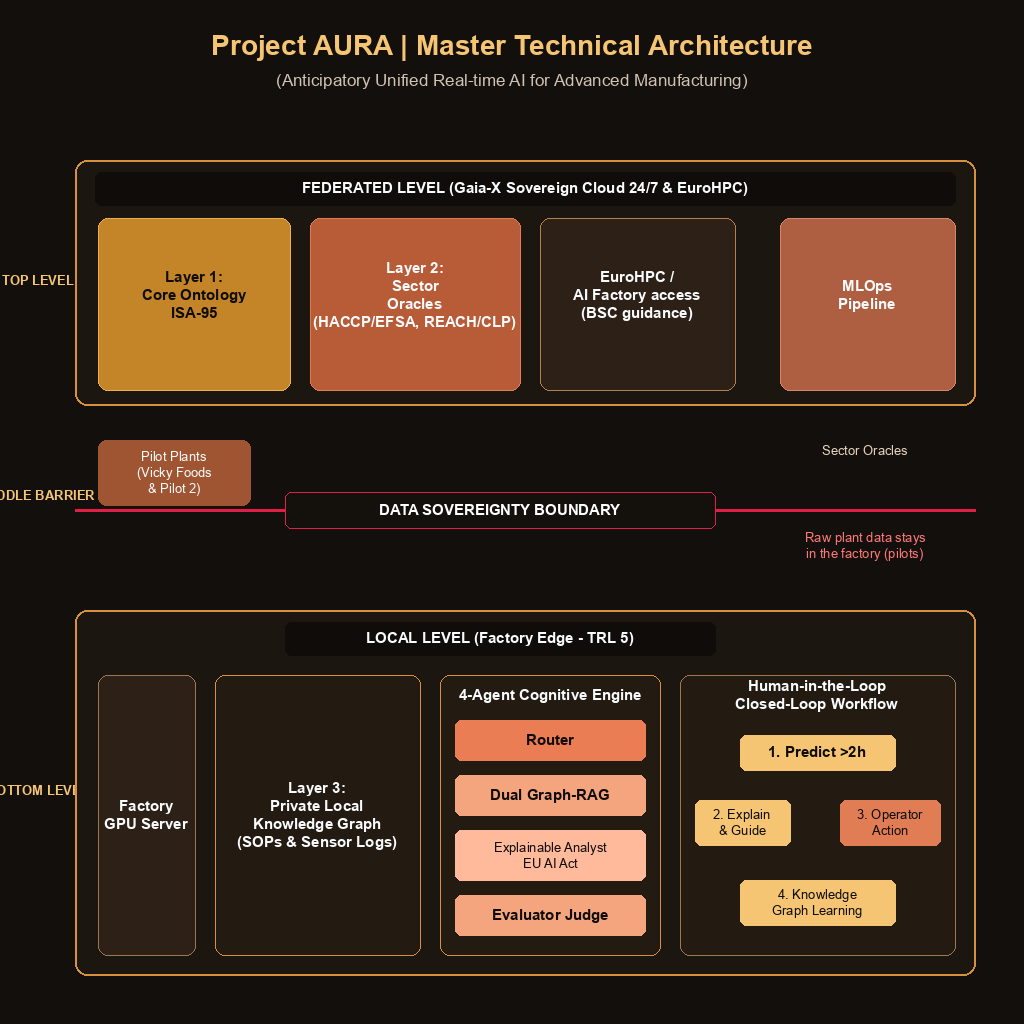 Project AURA | Master Technical Architecture
(Anticipatory Unified Real-time AI for Advanced Manufacturing)
FEDERATED LEVEL (Gaia-X Sovereign Cloud 24/7 & EuroHPC)
TOP LEVEL
Layer 1:
Core Ontology
ISA-95
Layer 2:
Sector
Oracles
(HACCP/EFSA, REACH/CLP)
EuroHPC /
AI Factory access
(BSC guidance)
MLOps
Pipeline
Pilot Plants
(Vicky Foods
& Pilot 2)
Sector Oracles
DDLE BARRIER
DATA SOVEREIGNTY BOUNDARY
Raw plant data stays
in the factory (pilots)
LOCAL LEVEL (Factory Edge - TRL 5)
OTTOM LEVE
Factory
GPU Server
Layer 3:
Private Local
Knowledge Graph
(SOPs & Sensor Logs)
4-Agent Cognitive Engine
Router
Dual Graph-RAG
Explainable Analyst
EU AI Act
Evaluator Judge
Human-in-the-Loop
Closed-Loop Workflow
1. Predict >2h
2. Explain
& Guide
3. Operator
Action
4. Knowledge
Graph Learning